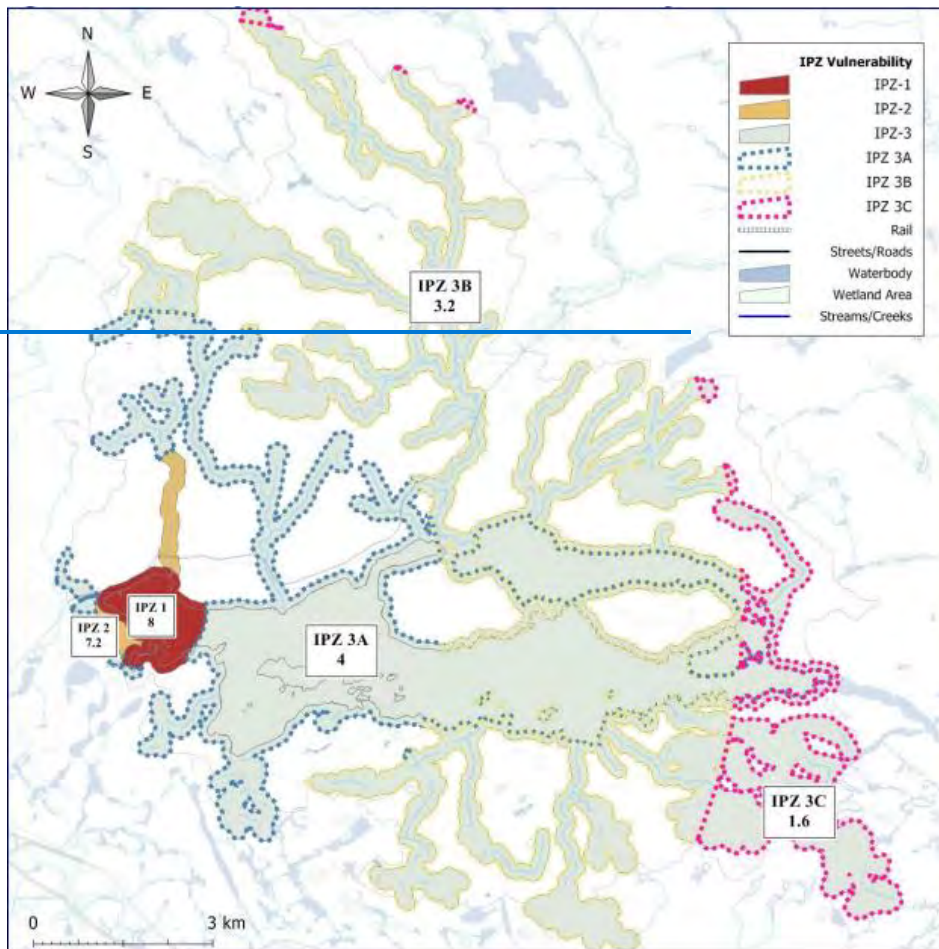 N
W E
S
IPZ Vulnerability
IPZ-1
IPZ-2
IPZ-3
IPZ 3A
IPZ 3B
IPZ 3C
Rail
Streets/Roads
Waterbody
Wetland Area
Streams/Creeks
IPZ 3B
3.2
IPZ 1
8
IPZ 2
7.2
IPZ 3A
4
IPZ 3C
1.6
0 3 km